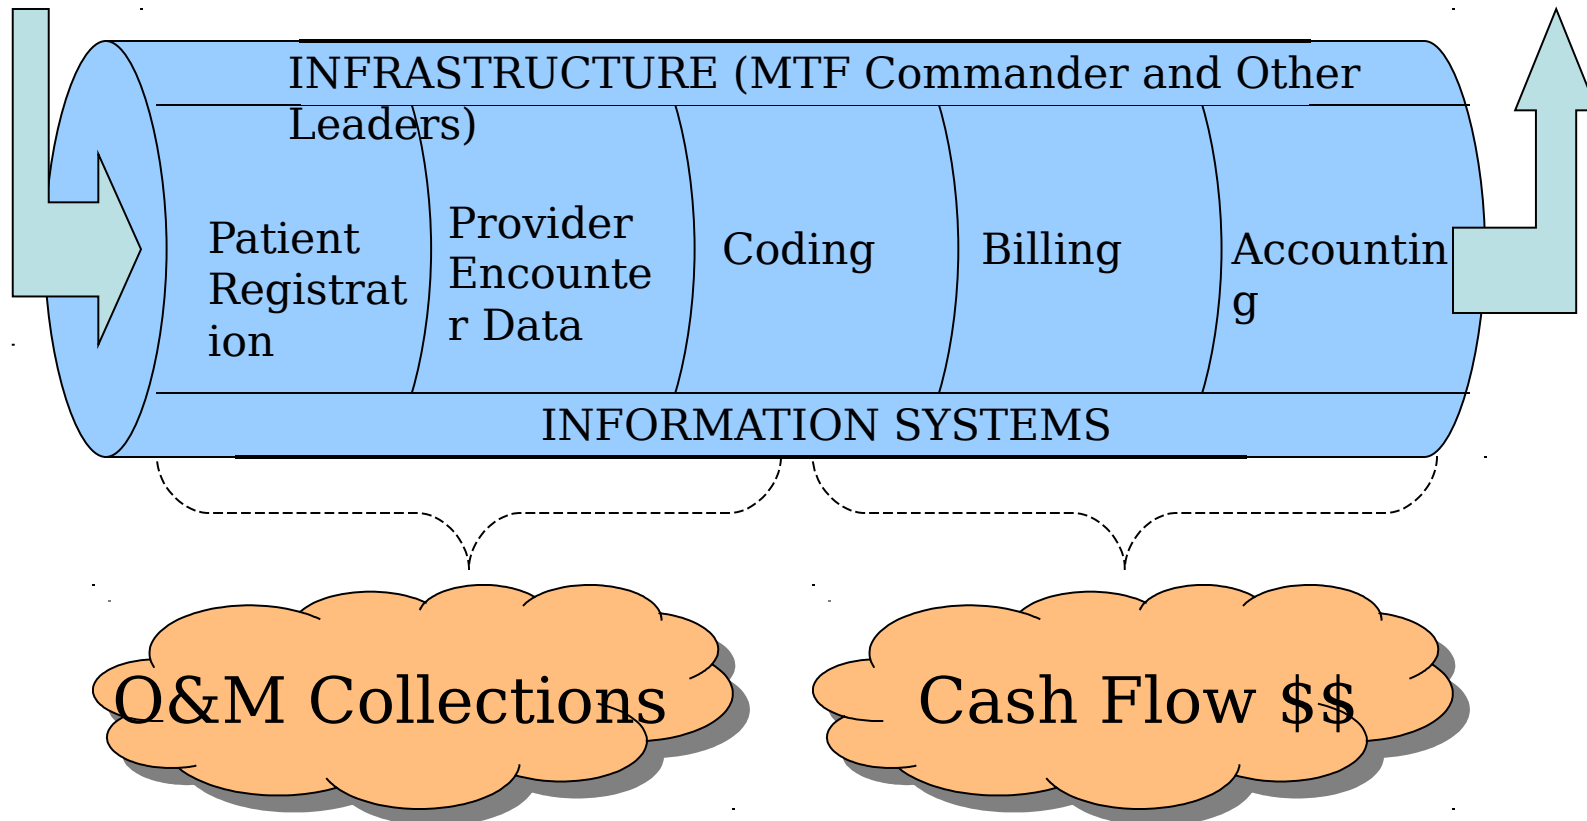 INFRASTRUCTURE (MTF Commander and Other
Leaders)
Patient
Registrat
ion
Provider
Encounte
r Data
Coding
Billing
Accountin
g
INFORMATION SYSTEMS
O&M Collections
Cash Flow $$